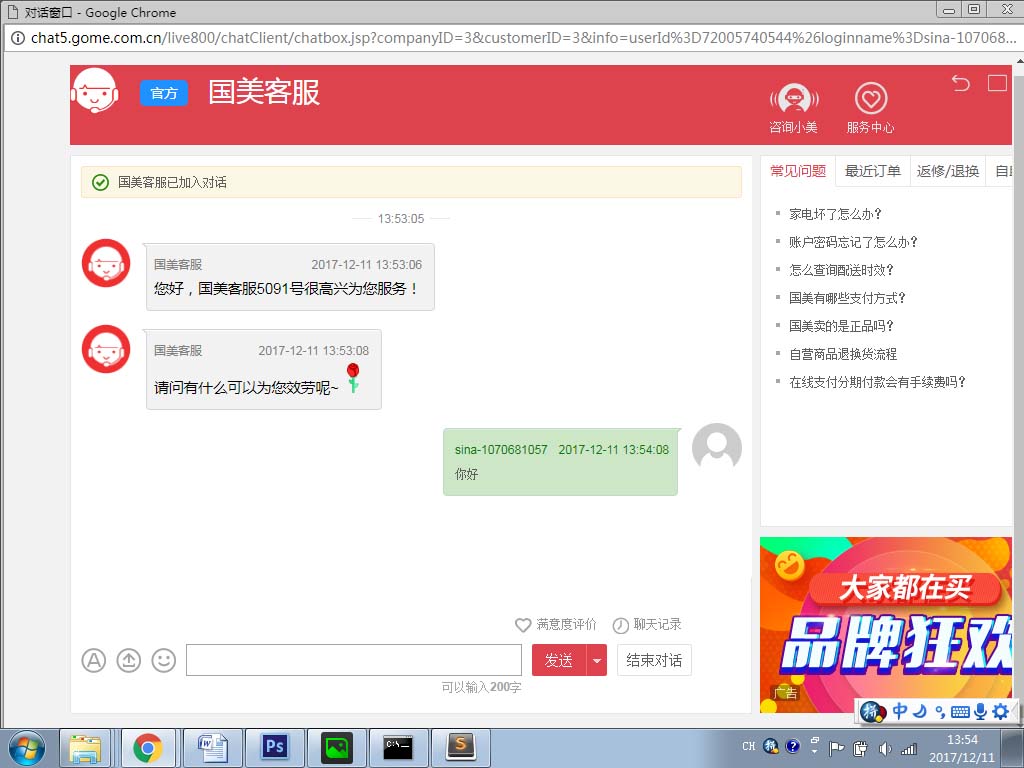 对话窗口 - Google Chrome
chat5.gome.com.cn/live800/chatClient/chatbox.jsp?companyID=3&customerID=3&info=userId%3D72005740544%26loginname%3Dsina-107068...
官方
国美客服
咨询小美
服务中心
国美客服已加入对话
13:53:05
国美客服 2017-12-11 13:53:06
您好，国美客服5091号很高兴为您服务！
国美客服 2017-12-11 13:53:08
请问有什么可以为您效劳呢~
sina-1070681057 2017-12-11 13:54:08
你好
满意度评价
聊天记录
发送
结束对话
可以输入200字
常见问题
最近订单
返修/退换
自
家电坏了怎么办?
账户密码忘记了怎么办?
怎么查询配送时效?
国美有哪些支付方式?
国美卖的是正品吗?
自营商品退换货流程
在线支付分期付款会有手续费吗?
大家都在买
品牌狂欢
广告
拼
中
W
Ps
C:\_
S
CH
拼
13:54
2017/12/11